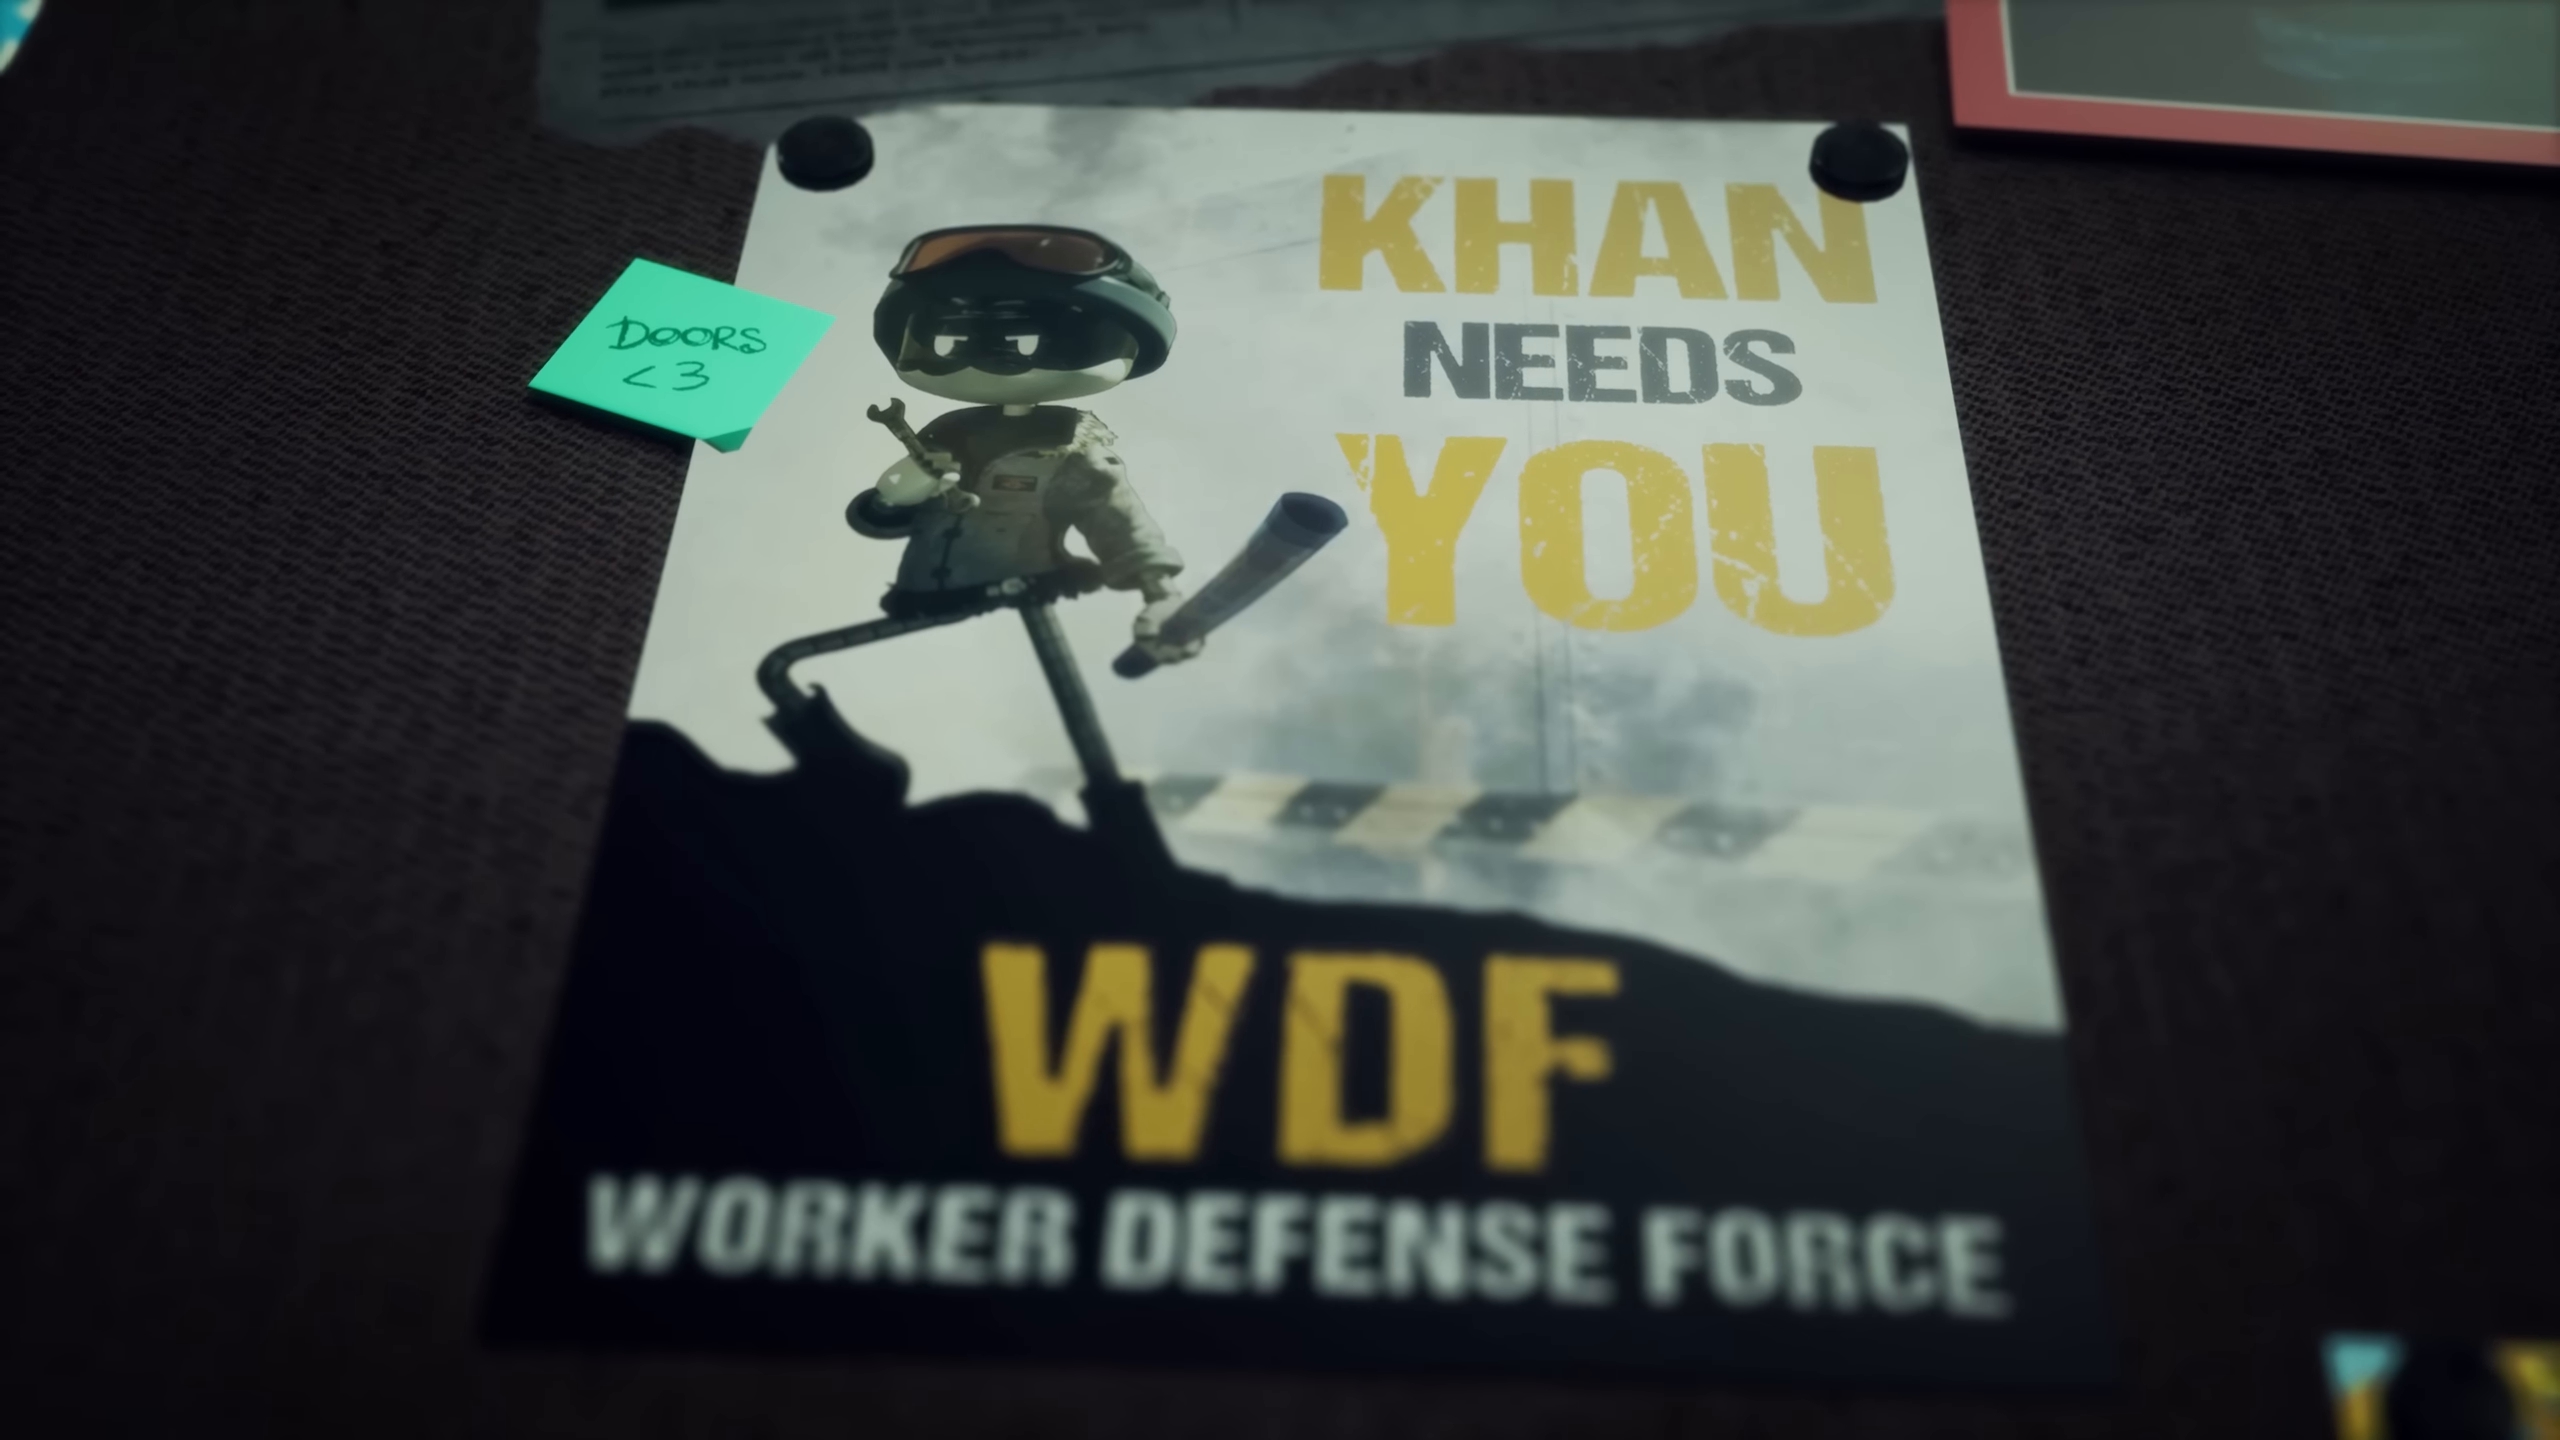 DOORS
<3
KHAN
NEEDS
YOU
WDF
WORKER DEFENSE FORCE